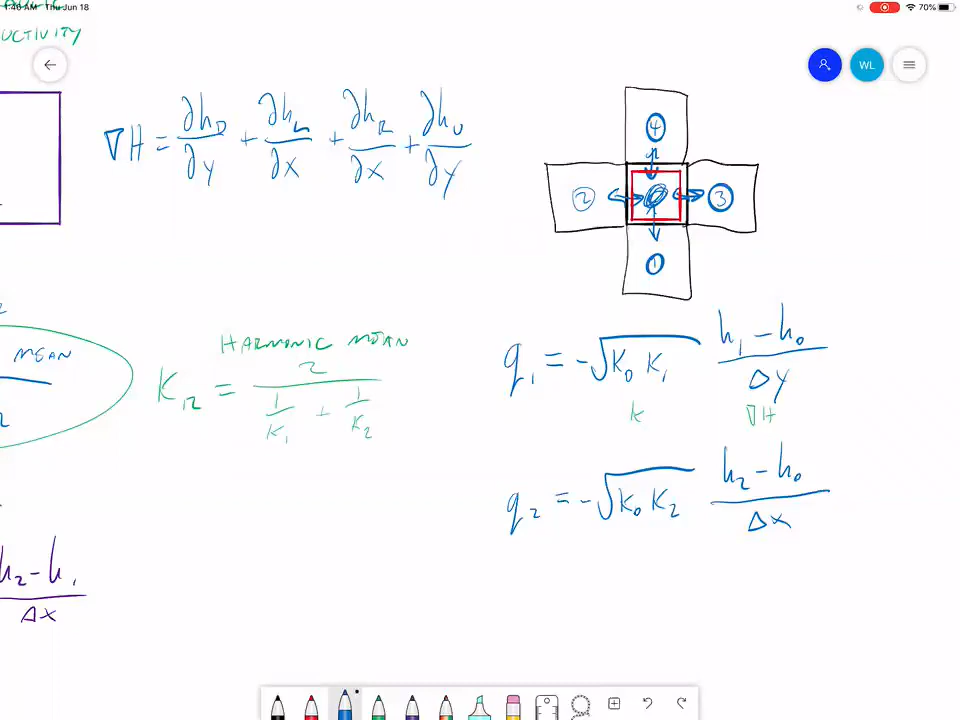 1:46 AM Thu Jun 18
70%
UCTIVITY
WL
∇H = ∂h_D/∂y + ∂h_L/∂x + ∂h_R/∂x + ∂h_U/∂y
4
2
3
1
MEAN
HARMONIC MEAN
K_12 = 2 / (1/K_1 + 1/K_2)
q_1 = -√(K_0 K_1) (h_1 - h_0)/Δy
K
∇H
q_2 = -√(K_0 K_2) (h_2 - h_0)/Δx
h_2 - h_1
Δx